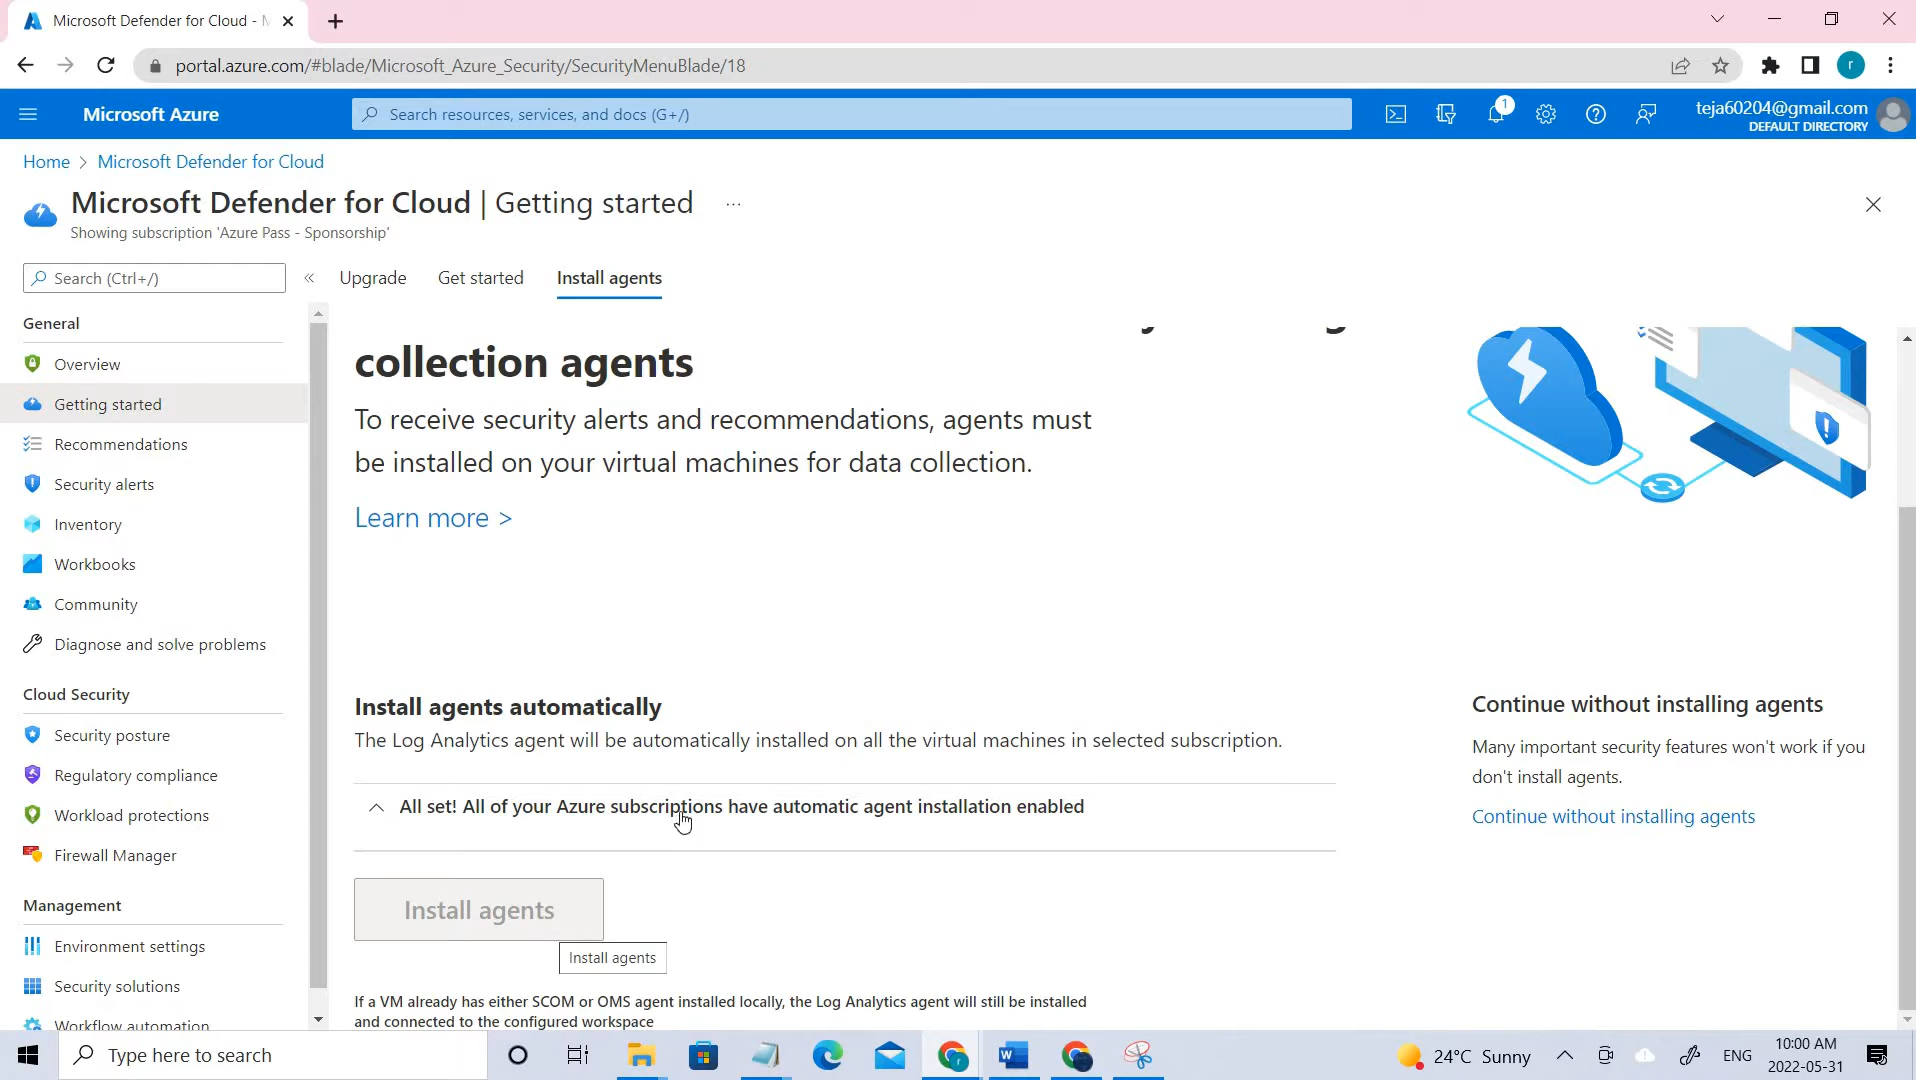 Microsoft Defender for Cloud - M
portal.azure.com/#blade/Microsoft_Azure_Security/SecurityMenuBlade/18
r
Microsoft Azure
Search resources, services, and docs (G+/)
1
teja60204@gmail.com
DEFAULT DIRECTORY
Home > Microsoft Defender for Cloud
Microsoft Defender for Cloud | Getting started
...
Showing subscription 'Azure Pass - Sponsorship'
Search (Ctrl+/)
«
Upgrade
Get started
Install agents
General
Overview
Getting started
Recommendations
Security alerts
Inventory
Workbooks
Community
Diagnose and solve problems
Cloud Security
Security posture
Regulatory compliance
Workload protections
Firewall Manager
Management
Environment settings
Security solutions
Workflow automation
collection agents
To receive security alerts and recommendations, agents must
be installed on your virtual machines for data collection.
Learn more >
Install agents automatically
The Log Analytics agent will be automatically installed on all the virtual machines in selected subscription.
All set! All of your Azure subscriptions have automatic agent installation enabled
Install agents
Install agents
If a VM already has either SCOM or OMS agent installed locally, the Log Analytics agent will still be installed
and connected to the configured workspace
Continue without installing agents
Many important security features won't work if you
don't install agents.
Continue without installing agents
Type here to search
24°C Sunny
ENG
10:00 AM
2022-05-31